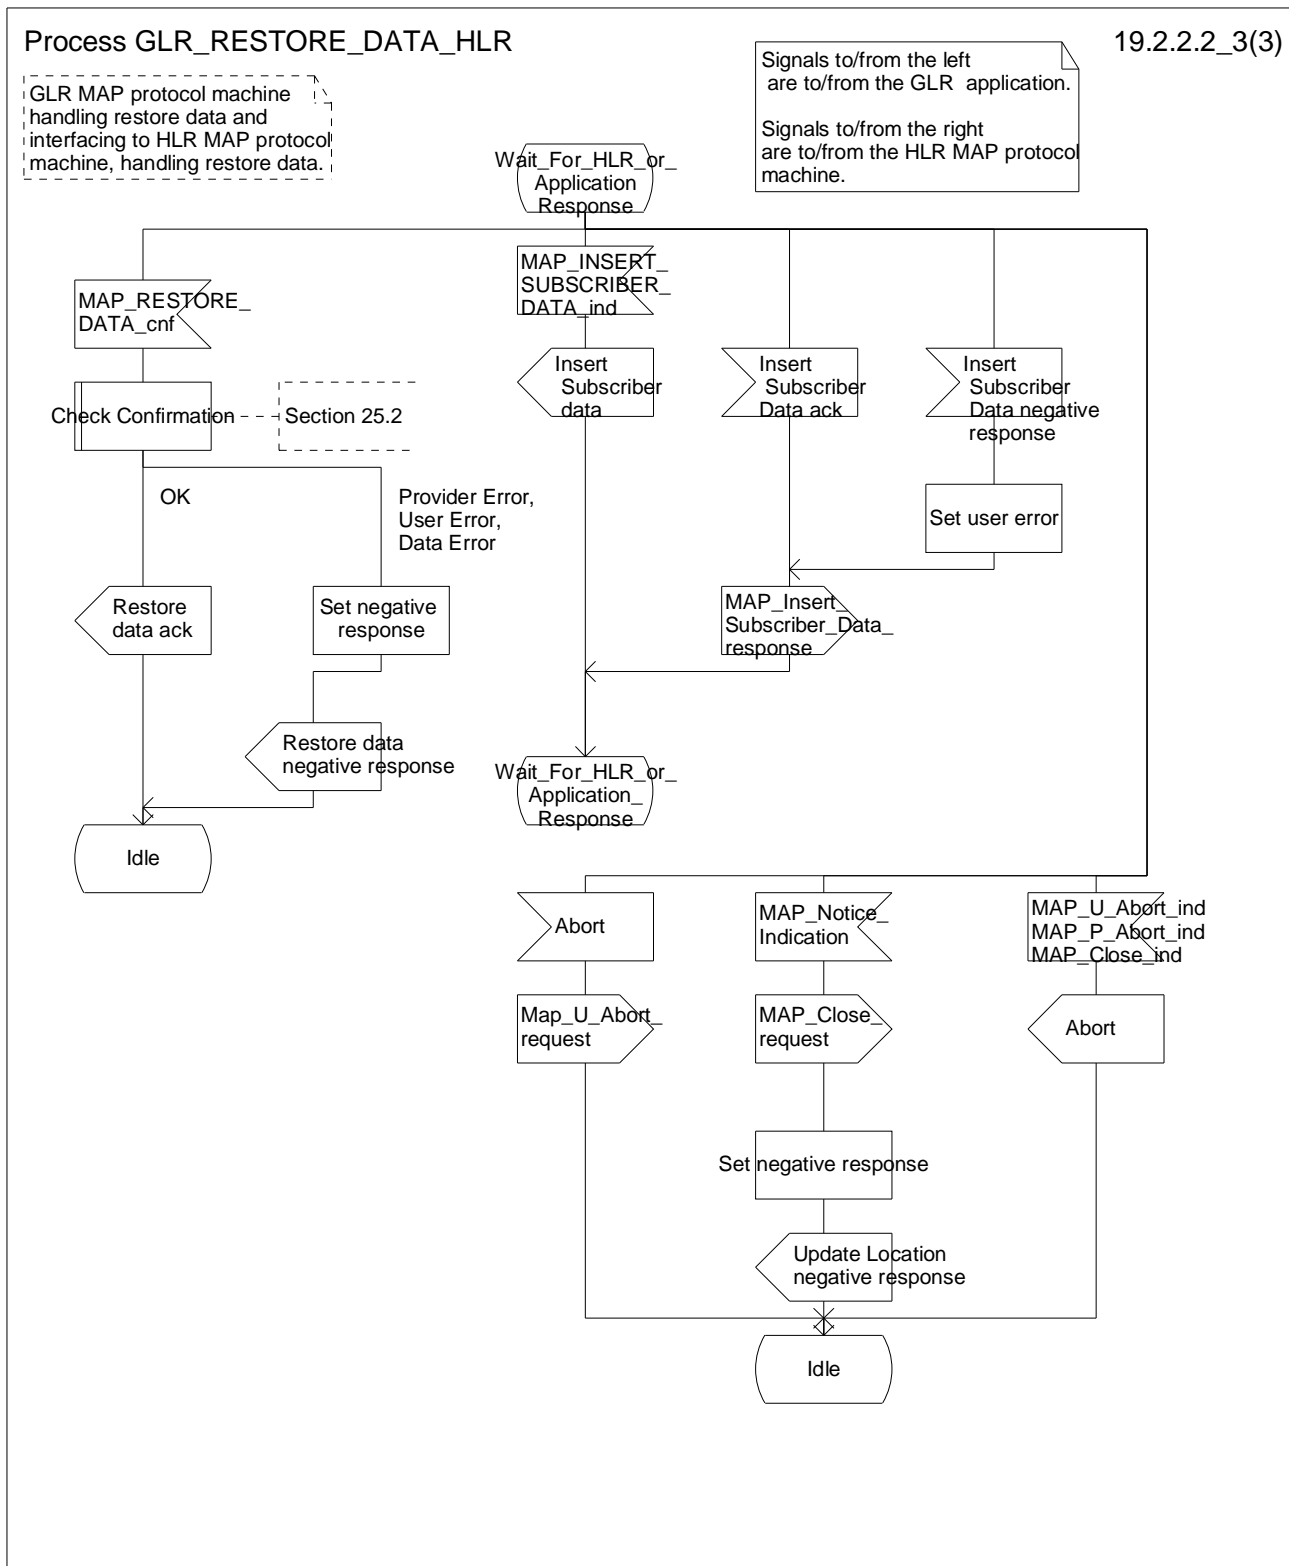 Process GLR_RESTORE_DATA_HLR
19.2.2.2_3(3)
GLR MAP protocol machine
handling restore data and
interfacing to HLR MAP protocol
machine, handling restore data.
Signals to/from the left
are to/from the GLR application.
Signals to/from the right
are to/from the HLR MAP protocol
machine.
Wait_For_HLR_or_
Application
Response
MAP_RESTORE_
DATA_cnf
MAP_INSERT_
SUBSCRIBER_
DATA_ind
Insert
Subscriber
data
Insert
Subscriber
Data ack
Insert
Subscriber
Data negative
response
Check Confirmation
Section 25.2
OK
Provider Error,
User Error,
Data Error
Set user error
Restore
data ack
Set negative
response
MAP_Insert_
Subscriber_Data_
response
Restore data
negative response
Wait_For_HLR_or_
Application_
Response
Idle
Abort
MAP_Notice_
Indication
MAP_U_Abort_ind
MAP_P_Abort_ind
MAP_Close_ind
Map_U_Abort_
request
MAP_Close_
request
Abort
Set negative response
Update Location
negative response
Idle